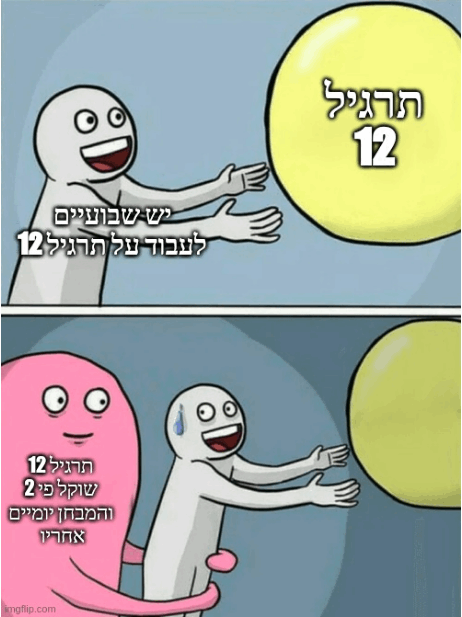 תרגיל
12
יש שבועיים
לעבוד על תרגיל 12
תרגיל 12
שוקל פי 2
והמבחן יומיים
אחריו
imgflip.com